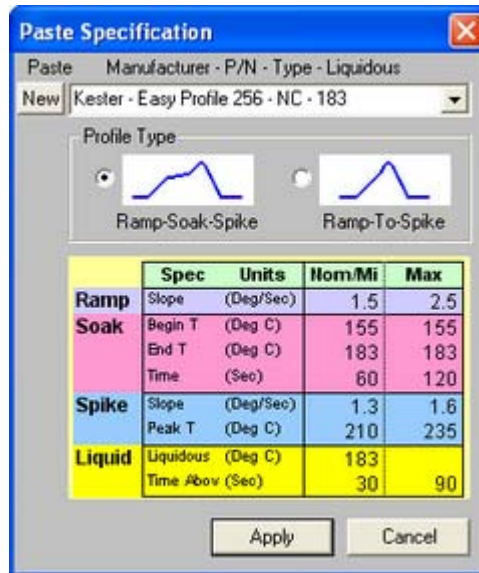 Paste Specification
Paste Manufacturer - P/N - Type - Liquidous
New Kester - Easy Profile 256 - NC - 183
Profile Type
Ramp-Soak-Spike Ramp-To-Spike
Spec Units Nom/Mi Max
Ramp Slope (Deg/Sec) 1.5 2.5
Soak Begin T (Deg C) 155 155
End T (Deg C) 183 183
Time (Sec) 60 120
Spike Slope (Deg/Sec) 1.3 1.6
Peak T (Deg C) 210 235
Liquid Liquidous (Deg C) 183
Time Abov (Sec) 30 90
Apply Cancel